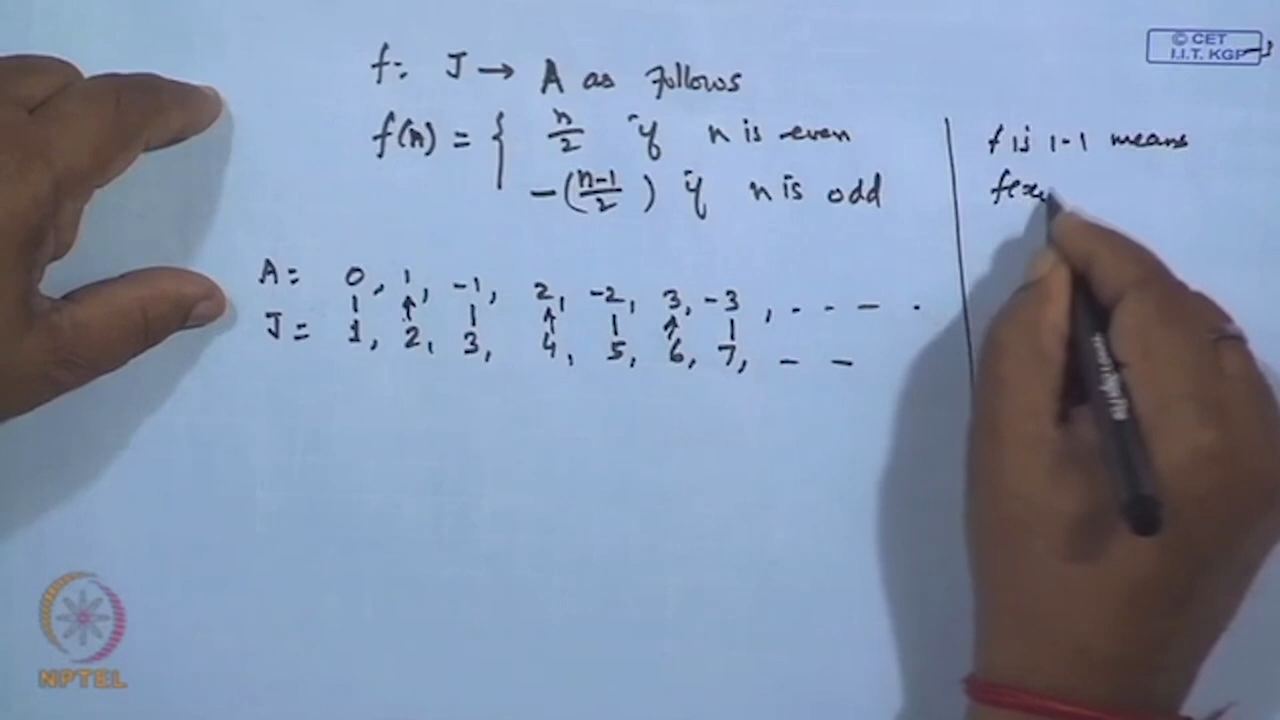 © CET
I.I.T. KGP
f: J → A as follows
f(n) = { n/2 if n is even
-(n-1/2) if n is odd
A = 0, 1, -1, 2, -2, 3, -3, - - - .
J = 1, 2, 3, 4, 5, 6, 7, - -
f is 1-1 means
f(x
NPTEL